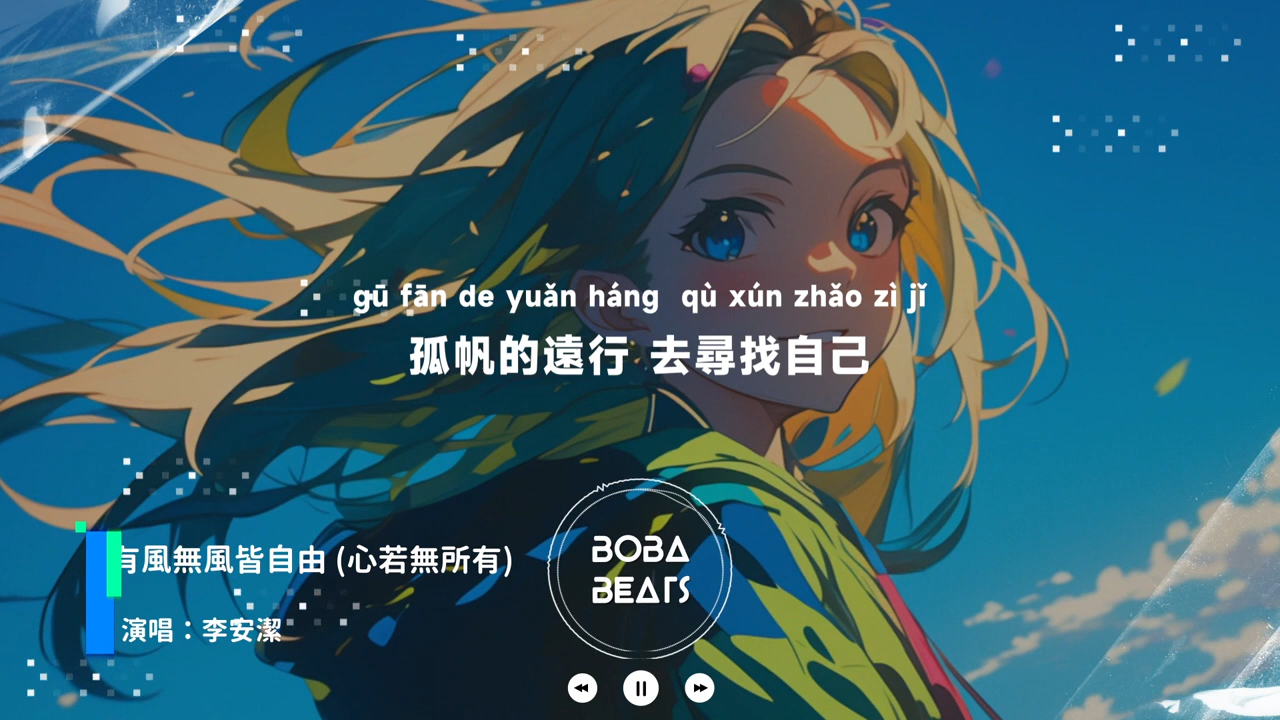 gū fān de yuǎn háng qù xún zhǎo zì jǐ
孤帆的遠行 去尋找自己
有風無風皆自由 (心若無所有)
演唱：李安潔
BOBA
BEATS